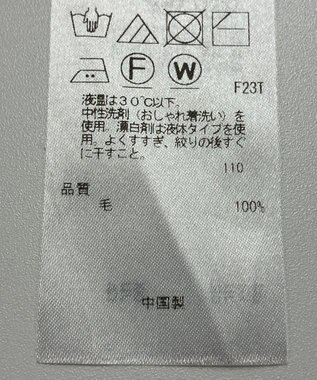 F W
F23T
液温は30℃以下。
中性洗剤(おしゃれ着洗い)を
使用。漂白剤は液体タイプを使
用。よくすすぎ、絞りの後すぐ
に干すこと。
110
品質
毛 100%
中国製